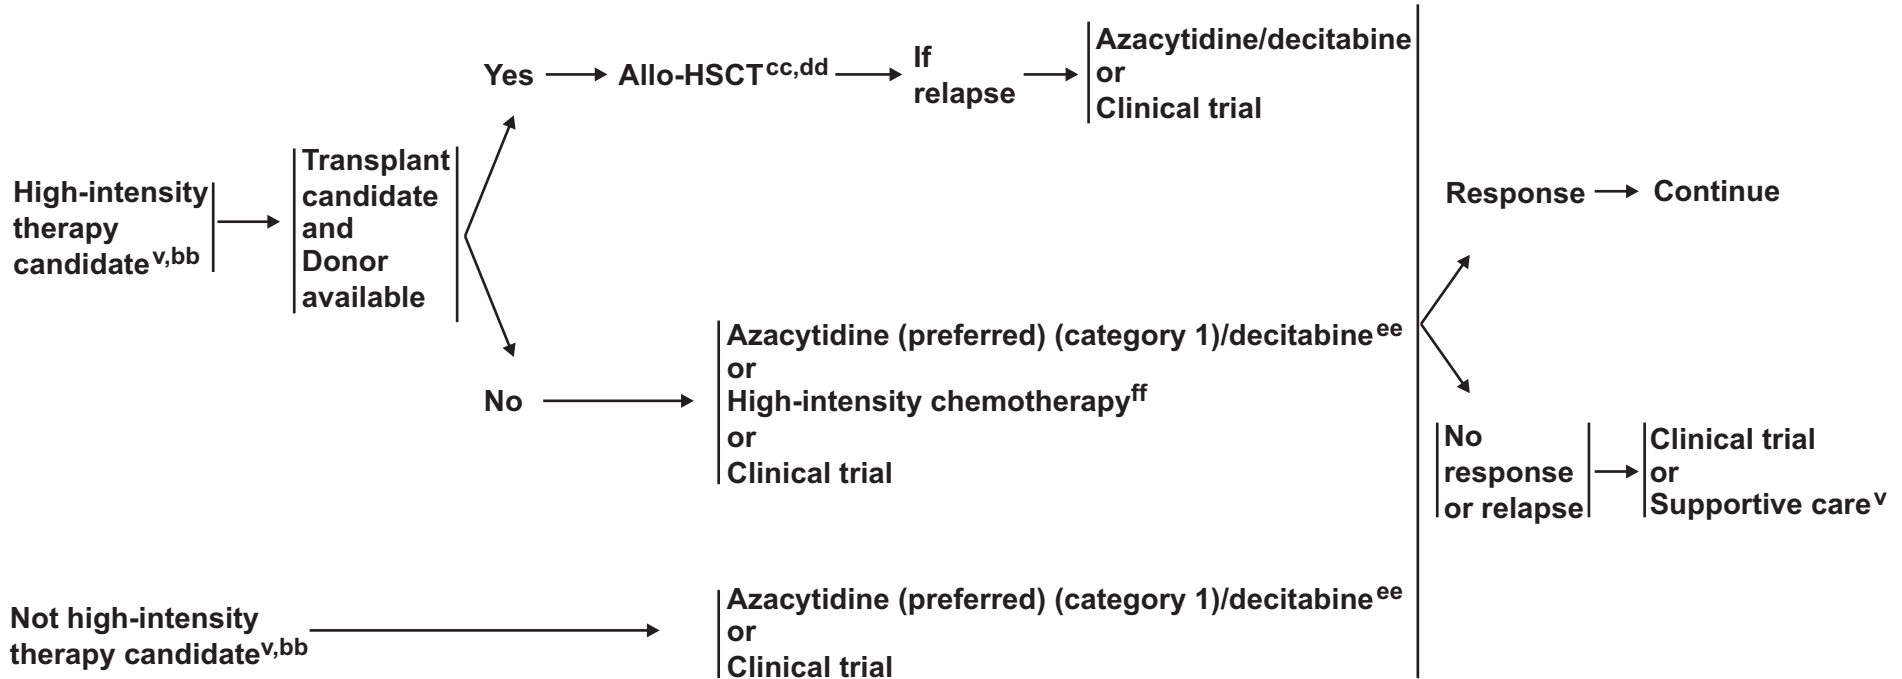 High-intensity
therapy
candidate v,bb
Transplant
candidate
and
Donor
available
Yes
Allo-HSCT cc,dd
If
relapse
Azacytidine/decitabine
or
Clinical trial
No
Azacytidine (preferred) (category 1)/decitabine ee
or
High-intensity chemotherapy ff
or
Clinical trial
Not high-intensity
therapy candidate v,bb
Azacytidine (preferred) (category 1)/decitabine ee
or
Clinical trial
Response
Continue
No
response
or relapse
Clinical trial
or
Supportive care v